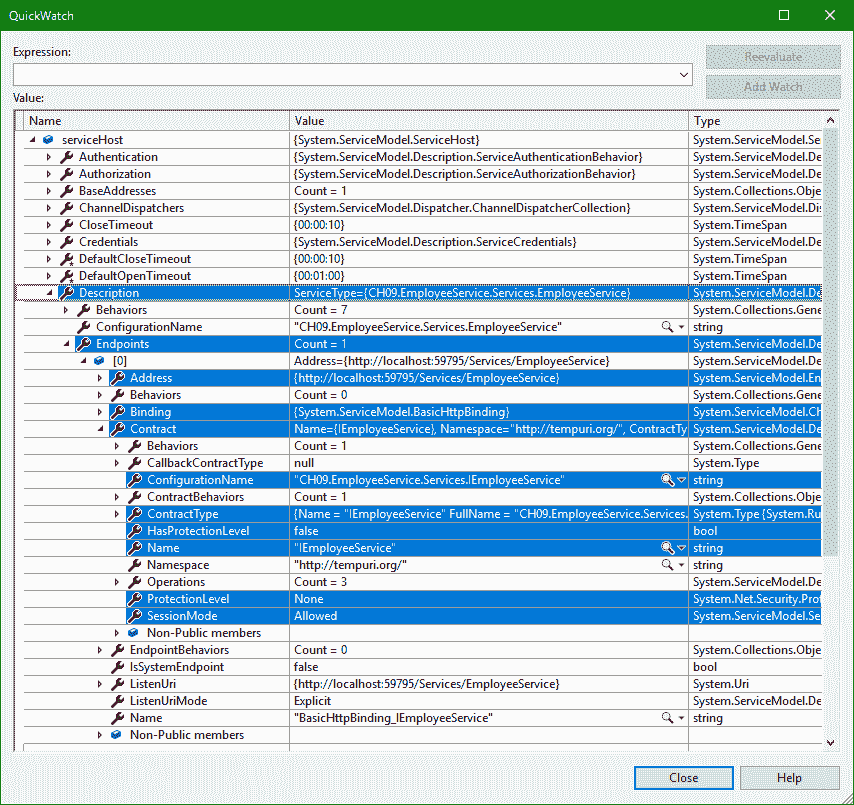 QuickWatch
Expression:
Reevaluate
Add Watch
Value:
Name Value Type
serviceHost {System.ServiceModel.ServiceHost} System.ServiceModel.Se
Authentication {System.ServiceModel.Description.ServiceAuthenticationBehavior} System.ServiceModel.De
Authorization {System.ServiceModel.Description.ServiceAuthorizationBehavior} System.ServiceModel.De
BaseAddresses Count = 1 System.Collections.Obje
ChannelDispatchers {System.ServiceModel.Dispatcher.ChannelDispatcherCollection} System.ServiceModel.Dis
CloseTimeout {00:00:10} System.TimeSpan
Credentials {System.ServiceModel.Description.ServiceCredentials} System.ServiceModel.De
DefaultCloseTimeout {00:00:10} System.TimeSpan
DefaultOpenTimeout {00:01:00} System.TimeSpan
Description ServiceType={CH09.EmployeeService.Services.EmployeeService} System.ServiceModel.De
Behaviors Count = 7 System.Collections.Gene
ConfigurationName "CH09.EmployeeService.Services.EmployeeService" string
Endpoints Count = 1 System.ServiceModel.De
[0] Address={http://localhost:59795/Services/EmployeeService} System.ServiceModel.De
Address {http://localhost:59795/Services/EmployeeService} System.ServiceModel.En
Behaviors Count = 0 System.Collections.Gene
Binding {System.ServiceModel.BasicHttpBinding} System.ServiceModel.Ch
Contract Name={IEmployeeService}, Namespace="http://tempuri.org/", ContractTy System.ServiceModel.De
Behaviors Count = 1 System.Collections.Gene
CallbackContractType null System.Type
ConfigurationName "CH09.EmployeeService.Services.IEmployeeService" string
ContractBehaviors Count = 1 System.Collections.Obje
ContractType {Name = "IEmployeeService" FullName = "CH09.EmployeeService.Services. System.Type {System.Ru
HasProtectionLevel false bool
Name "IEmployeeService" string
Namespace "http://tempuri.org/" string
Operations Count = 3 System.ServiceModel.De
ProtectionLevel None System.Net.Security.Pro
SessionMode Allowed System.ServiceModel.Se
Non-Public members
EndpointBehaviors Count = 0 System.Collections.Obje
IsSystemEndpoint false bool
ListenUri {http://localhost:59795/Services/EmployeeService} System.Uri
ListenUriMode Explicit System.ServiceModel.De
Name "BasicHttpBinding_IEmployeeService" string
Non-Public members
Close Help